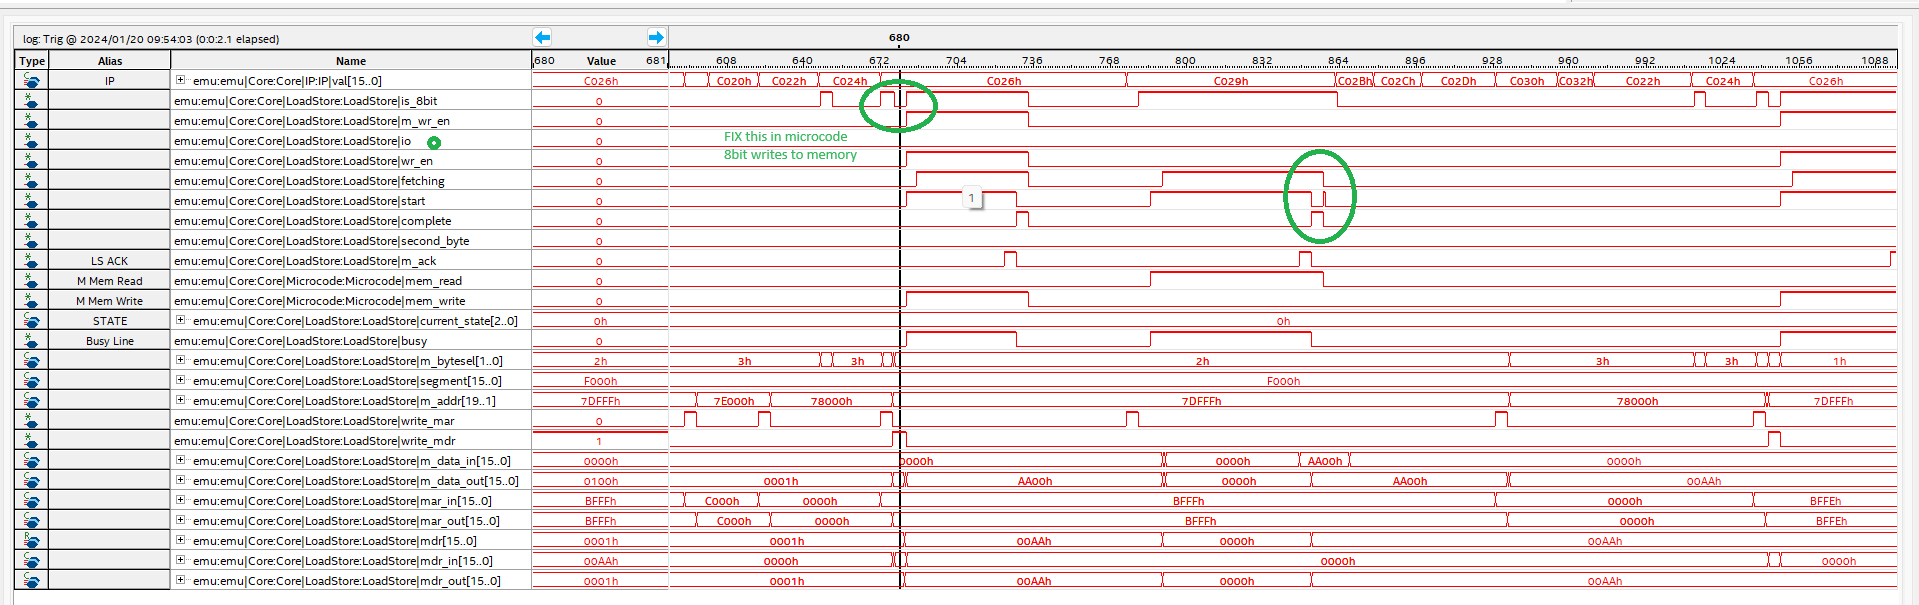 log: Trig @ 2024/01/20 09:54:03 (0:0:2.1 elapsed)
680
Type Alias Name 680 Value 681 608 640 672 704 736 768 800 832 864 896 928 960 992 1024 1056 1088
IP emu:emu|Core:Core|IP:IP|val[15..0] C026h C020h C022h C024h C026h C029h C02Bh C02Ch C02Dh C030h C032h C022h C024h C026h
emu:emu|Core:Core|LoadStore:LoadStore|is_8bit 0
emu:emu|Core:Core|LoadStore:LoadStore|m_wr_en 0
FIX this in microcode
8bit writes to memory
emu:emu|Core:Core|LoadStore:LoadStore|io 0
emu:emu|Core:Core|LoadStore:LoadStore|wr_en 0
emu:emu|Core:Core|LoadStore:LoadStore|fetching 0
emu:emu|Core:Core|LoadStore:LoadStore|start 0 1
emu:emu|Core:Core|LoadStore:LoadStore|complete 0
emu:emu|Core:Core|LoadStore:LoadStore|second_byte 0
LS ACK emu:emu|Core:Core|LoadStore:LoadStore|m_ack 0
M Mem Read emu:emu|Core:Core|Microcode:Microcode|mem_read 0
M Mem Write emu:emu|Core:Core|Microcode:Microcode|mem_write 0
STATE emu:emu|Core:Core|LoadStore:LoadStore|current_state[2..0] 0h 0h
Busy Line emu:emu|Core:Core|LoadStore:LoadStore|busy 0
emu:emu|Core:Core|LoadStore:LoadStore|m_bytesel[1..0] 2h 3h 3h 2h 3h 3h 1h
emu:emu|Core:Core|LoadStore:LoadStore|segment[15..0] F000h F000h
emu:emu|Core:Core|LoadStore:LoadStore|m_addr[19..1] 7DFFFh 7E000h 78000h 7DFFFh 78000h 7DFFFh
emu:emu|Core:Core|LoadStore:LoadStore|write_mar 0
emu:emu|Core:Core|LoadStore:LoadStore|write_mdr 1
emu:emu|Core:Core|LoadStore:LoadStore|m_data_in[15..0] 0000h 0000h 0000h AA00h 0000h
emu:emu|Core:Core|LoadStore:LoadStore|m_data_out[15..0] 0100h 0001h AA00h 0000h AA00h 00AAh
emu:emu|Core:Core|LoadStore:LoadStore|mar_in[15..0] BFFFh C000h 0000h BFFFh 0000h BFFEh
emu:emu|Core:Core|LoadStore:LoadStore|mar_out[15..0] BFFFh C000h 0000h BFFFh 0000h BFFEh
emu:emu|Core:Core|LoadStore:LoadStore|mdr[15..0] 0001h 0001h 00AAh 0000h 00AAh
emu:emu|Core:Core|LoadStore:LoadStore|mdr_in[15..0] 00AAh 0000h 0000h 0000h
emu:emu|Core:Core|LoadStore:LoadStore|mdr_out[15..0] 0001h 0001h 00AAh 0000h 00AAh